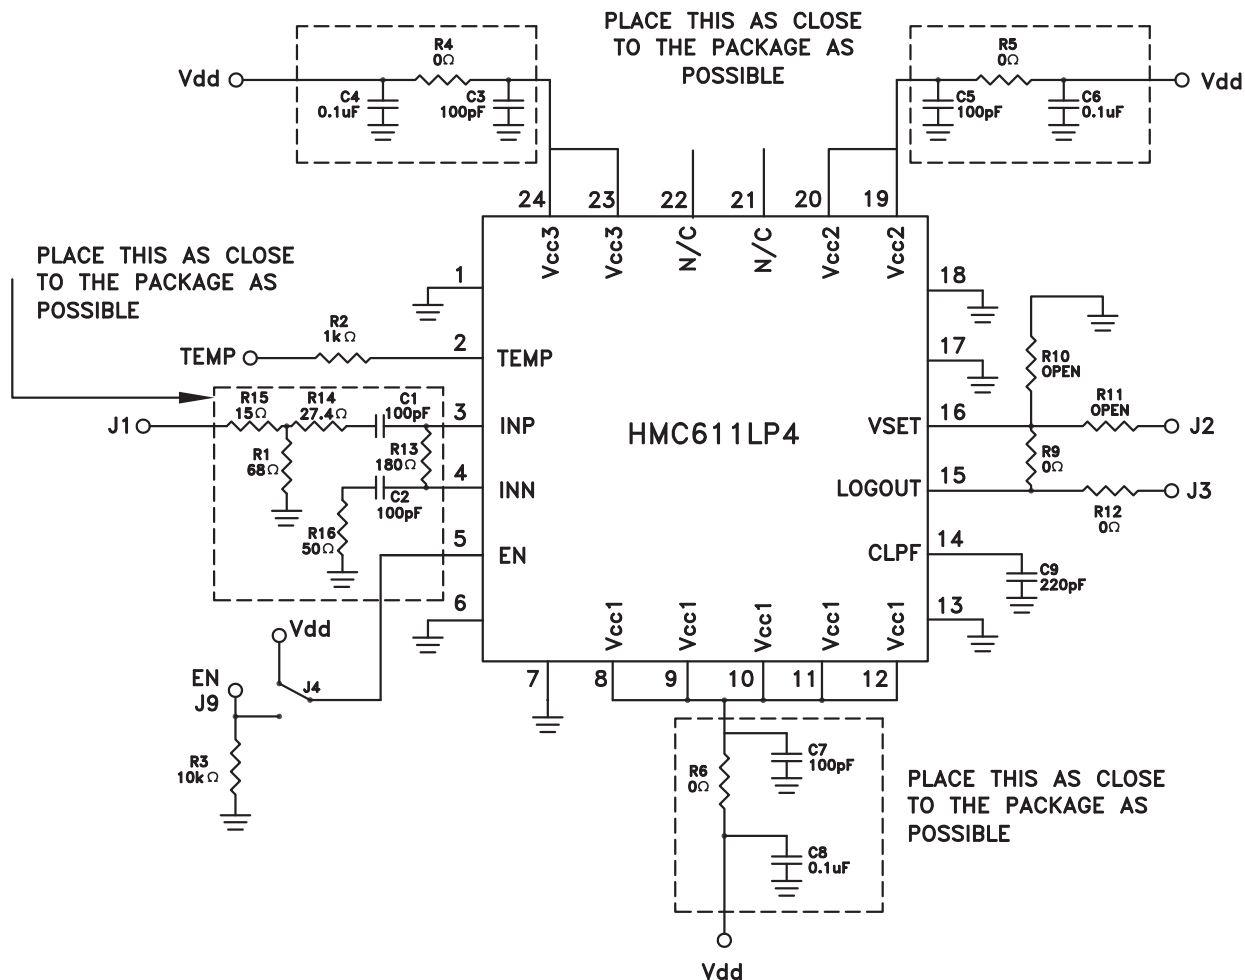 PLACE THIS AS CLOSE
TO THE PACKAGE AS
POSSIBLE
R4
0Ω
Vdd
C4
0.1uF
C3
100pF
R5
0Ω
Vdd
C5
100pF
C6
0.1uF
24
23
22
21
20
19
Vcc3
Vcc3
N/C
N/C
Vcc2
Vcc2
PLACE THIS AS CLOSE
TO THE PACKAGE AS
POSSIBLE
1
18
R2
1kΩ
TEMP
2
TEMP
17
R10
OPEN
R15
15Ω
R14
27.4Ω
C1
100pF
J1
3
INP
R1
68Ω
R13
180Ω
4
INN
C2
100pF
R16
50Ω
5
EN
6
HMC611LP4
VSET
16
R11
OPEN
J2
R9
0Ω
LOGOUT
15
J3
R12
0Ω
CLPF
14
C9
220pF
13
Vcc1
Vcc1
Vcc1
Vcc1
Vcc1
7
8
9
10
11
12
Vdd
EN
J9
J4
R3
10kΩ
C7
100pF
R6
0Ω
C8
0.1uF
PLACE THIS AS CLOSE
TO THE PACKAGE AS
POSSIBLE
Vdd